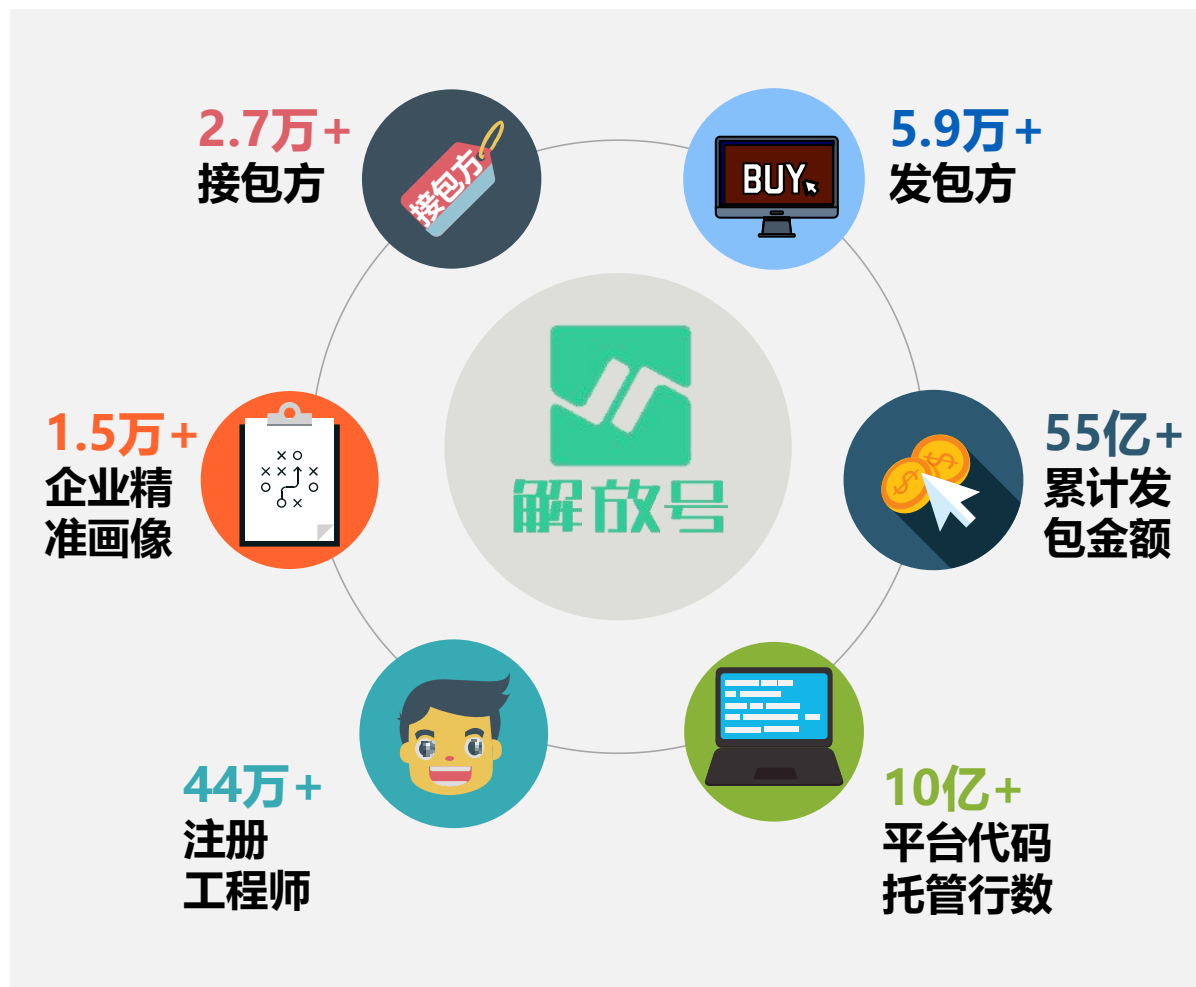 2.7万+
接包方
接包方
BUY
5.9万+
发包方
1.5万+
企业精
准画像
解放号
55亿+
累计发
包金额
44万+
注册
工程师
10亿+
平台代码
托管行数